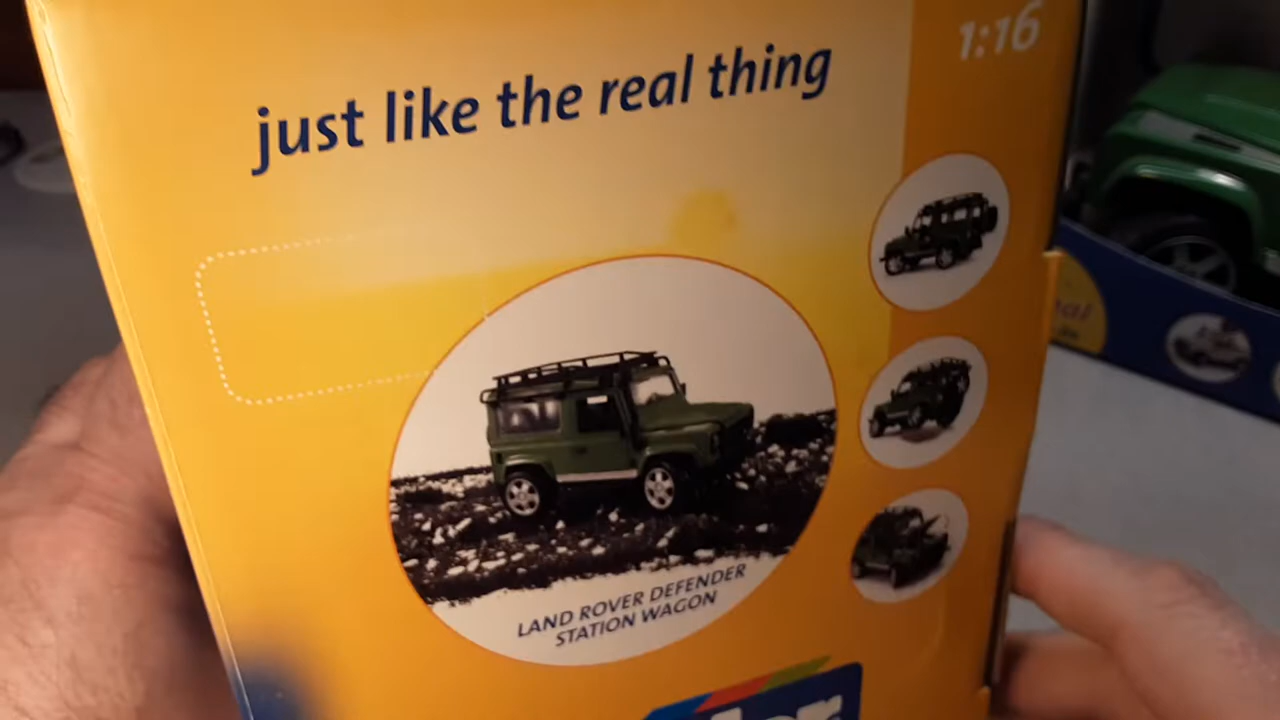 just like the real thing
1:16
LAND ROVER DEFENDER
STATION WAGON